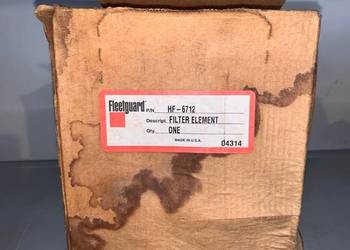 Fleetguard P/N. HF-6712
Descript. FILTER ELEMENT
Qty. ONE
MADE IN U.S.A.
04314